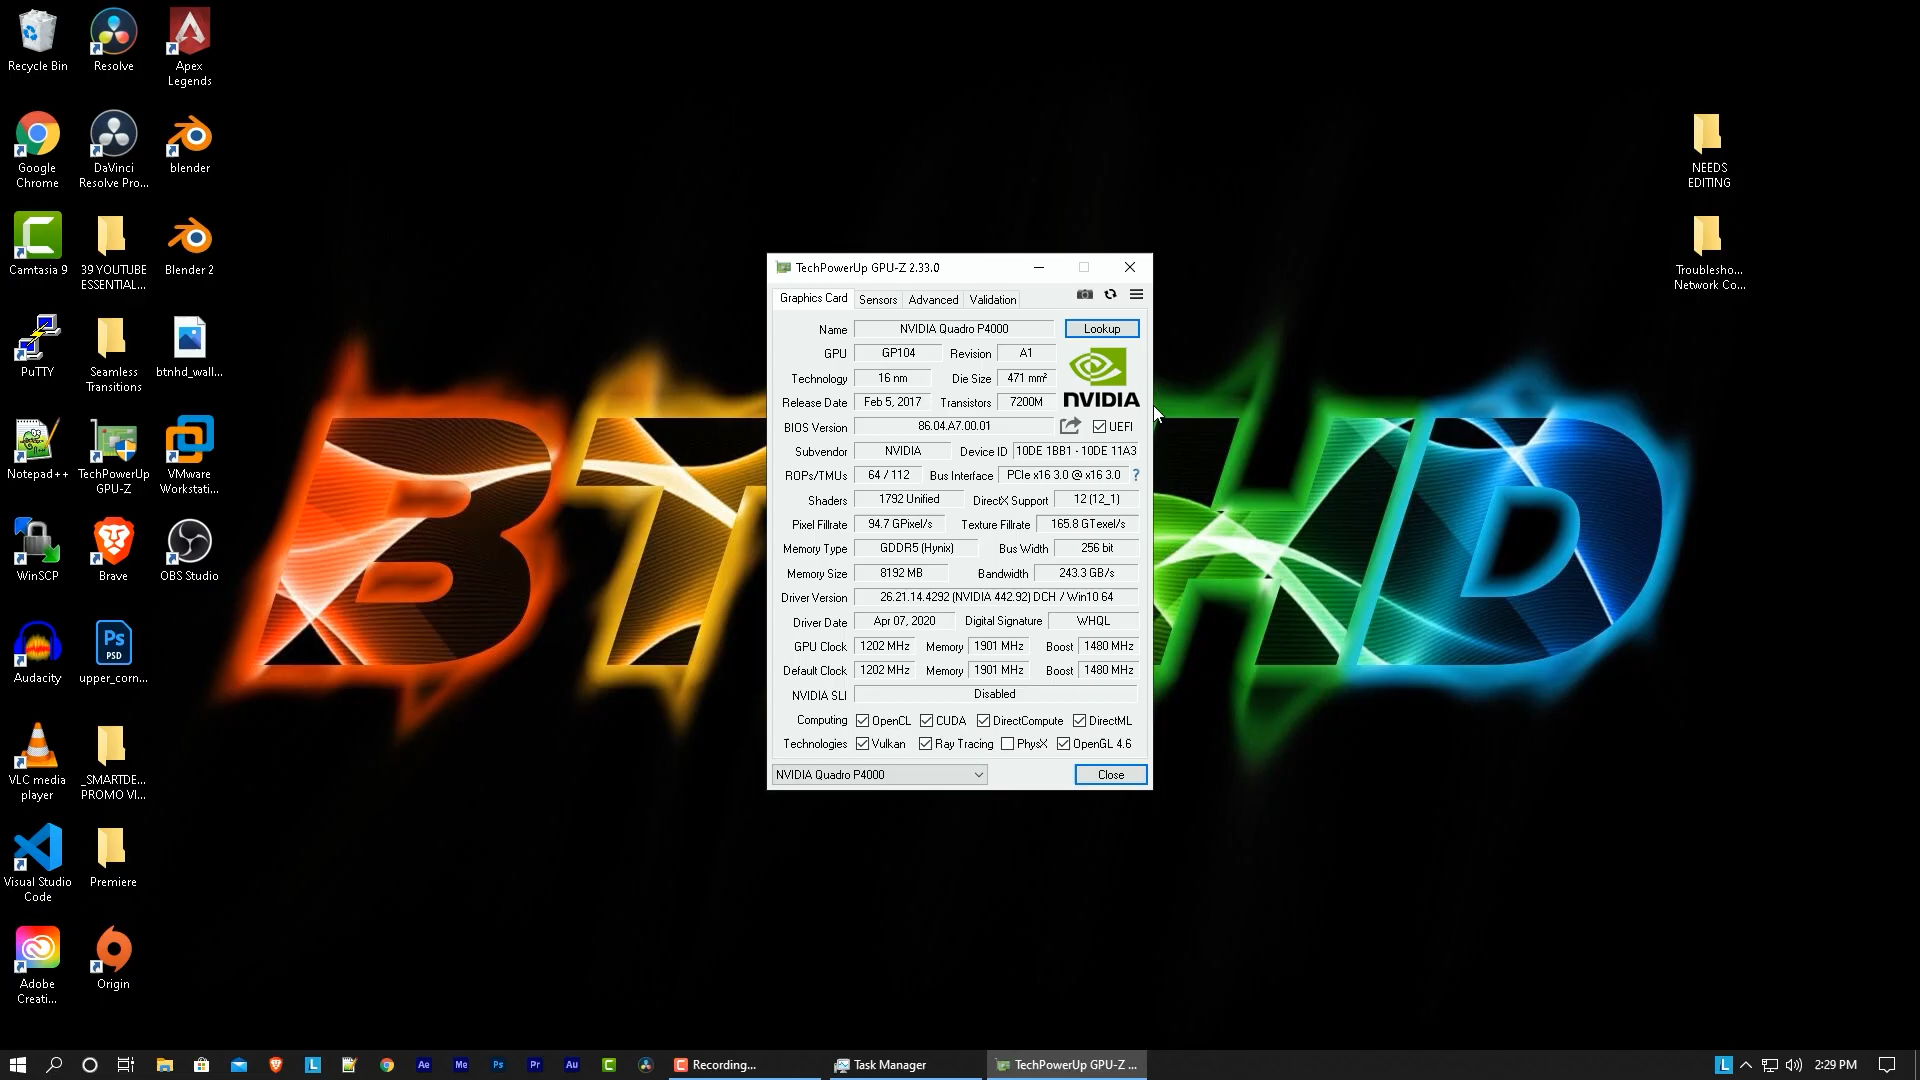 Recycle Bin
Resolve
Apex
Legends
Google
Chrome
DaVinci
Resolve Pro...
blender
NEEDS
EDITING
Camtasia 9
39 YOUTUBE
ESSENTIAL...
Blender 2
Troublesho...
Network Co...
PuTTY
Seamless
Transitions
btnhd_wall...
Notepad++
TechPowerUp
GPU-Z
VMware
Workstati...
WinSCP
Brave
OBS Studio
Audacity
Ps
PSD
upper_corn...
VLC media
player
_SMARTDE...
PROMO VI...
Visual Studio
Code
Premiere
Adobe
Creati...
Origin
BTNHD
TechPowerUp GPU-Z 2.33.0
Graphics Card Sensors Advanced Validation
Name NVIDIA Quadro P4000 Lookup
GPU GP104 Revision A1
Technology 16 nm Die Size 471 mm²
NVIDIA
Release Date Feb 5, 2017 Transistors 7200M
BIOS Version 86.04.A7.00.01 UEFI
Subvendor NVIDIA Device ID 10DE 1BB1 - 10DE 11A3
ROPs/TMUs 64 / 112 Bus Interface PCIe x16 3.0 @ x16 3.0 ?
Shaders 1792 Unified DirectX Support 12 (12_1)
Pixel Fillrate 94.7 GPixel/s Texture Fillrate 165.8 GTexel/s
Memory Type GDDR5 (Hynix) Bus Width 256 bit
Memory Size 8192 MB Bandwidth 243.3 GB/s
Driver Version 26.21.14.4292 (NVIDIA 442.92) DCH / Win10 64
Driver Date Apr 07, 2020 Digital Signature WHQL
GPU Clock 1202 MHz Memory 1901 MHz Boost 1480 MHz
Default Clock 1202 MHz Memory 1901 MHz Boost 1480 MHz
NVIDIA SLI Disabled
Computing OpenCL CUDA DirectCompute DirectML
Technologies Vulkan Ray Tracing PhysX OpenGL 4.6
NVIDIA Quadro P4000 Close
L Ae Me Ps Pr Au C Recording... Task Manager TechPowerUp GPU-Z ... L 2:29 PM